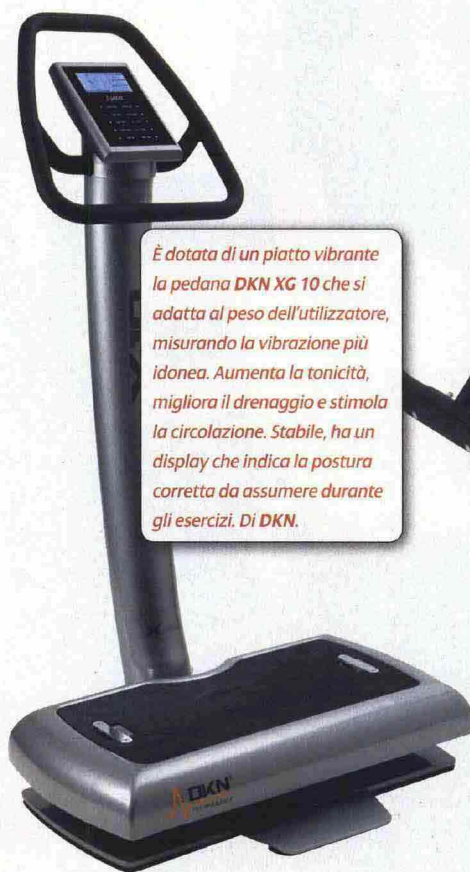 È dotata di un piatto vibrante
la pedana DKN XG 10 che si
adatta al peso dell'utilizzatore,
misurando la vibrazione più
idonea. Aumenta la tonicità,
migliora il drenaggio e stimola
la circolazione. Stabile, ha un
display che indica la postura
corretta da assumere durante
gli esercizi. Di DKN.
DKN
TECHNOLOGY